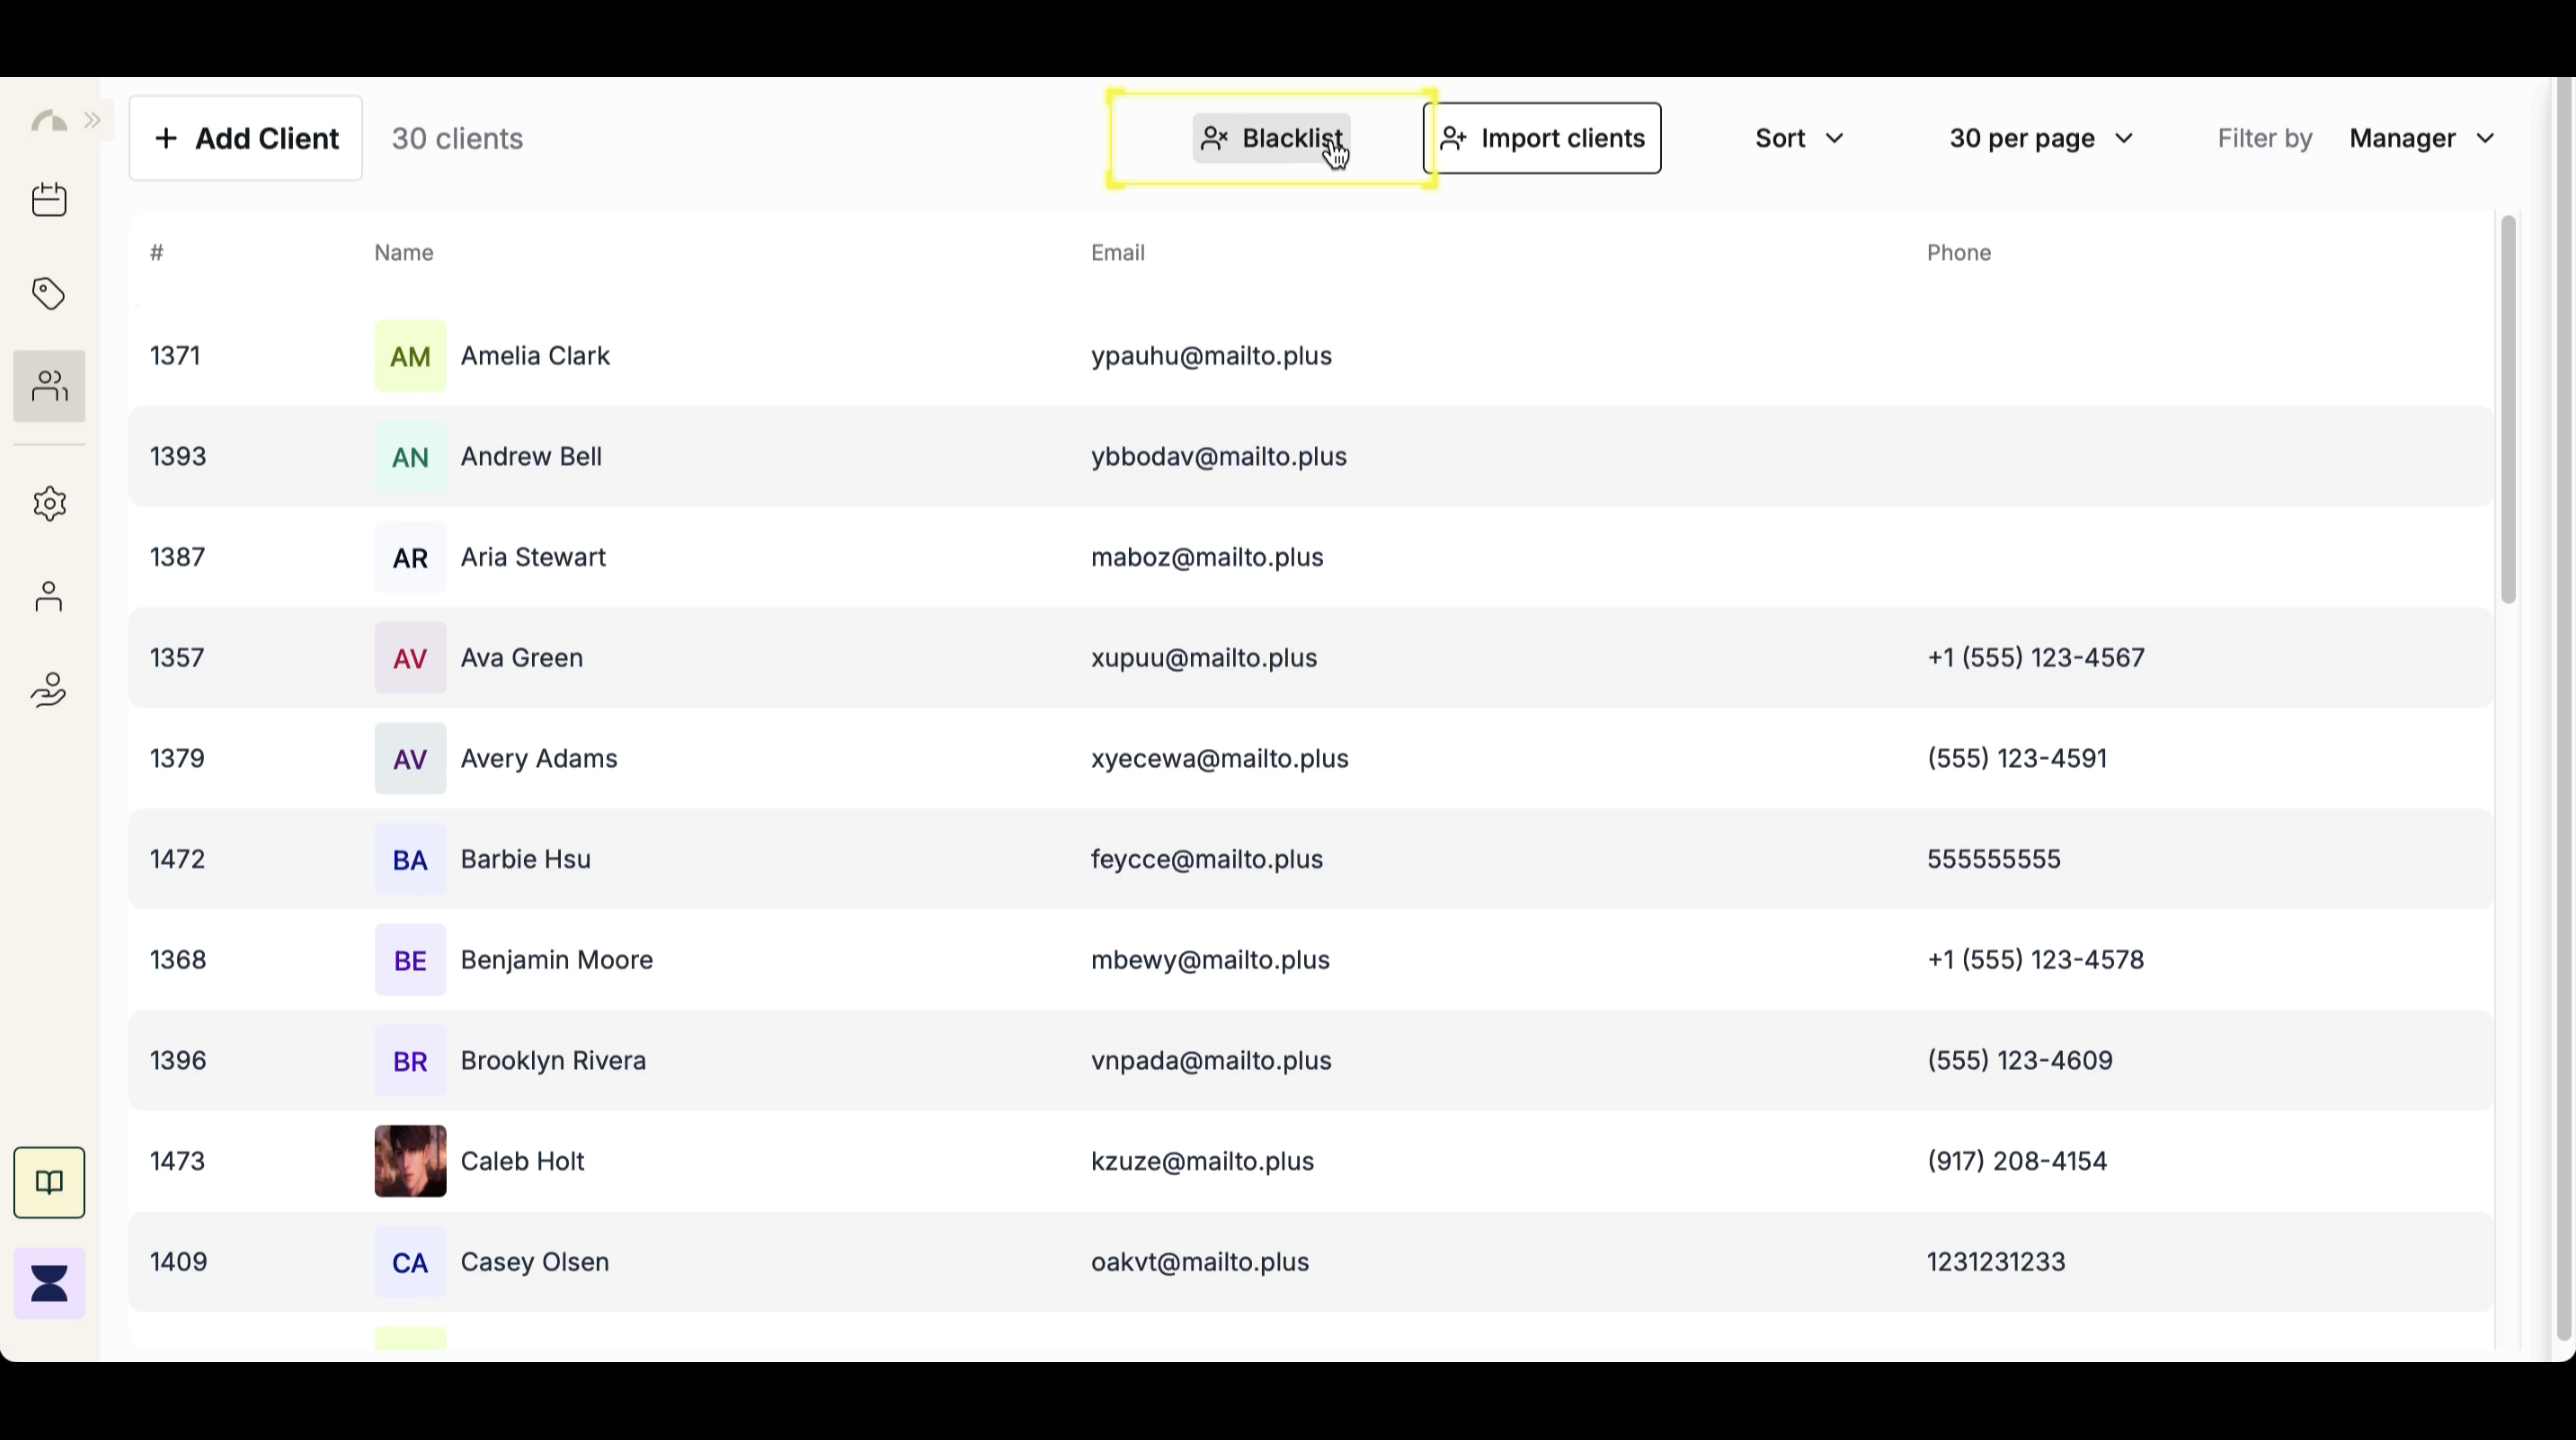 + Add Client 30 clients Blacklist Import clients Sort 30 per page Filter by Manager
# Name Email Phone
1371 AM Amelia Clark ypauhu@mailto.plus
1393 AN Andrew Bell ybbodav@mailto.plus
1387 AR Aria Stewart maboz@mailto.plus
1357 AV Ava Green xupuu@mailto.plus +1 (555) 123-4567
1379 AV Avery Adams xyecewa@mailto.plus (555) 123-4591
1472 BA Barbie Hsu feycce@mailto.plus 555555555
1368 BE Benjamin Moore mbewy@mailto.plus +1 (555) 123-4578
1396 BR Brooklyn Rivera vnpada@mailto.plus (555) 123-4609
1473 Caleb Holt kzuze@mailto.plus (917) 208-4154
1409 CA Casey Olsen oakvt@mailto.plus 1231231233